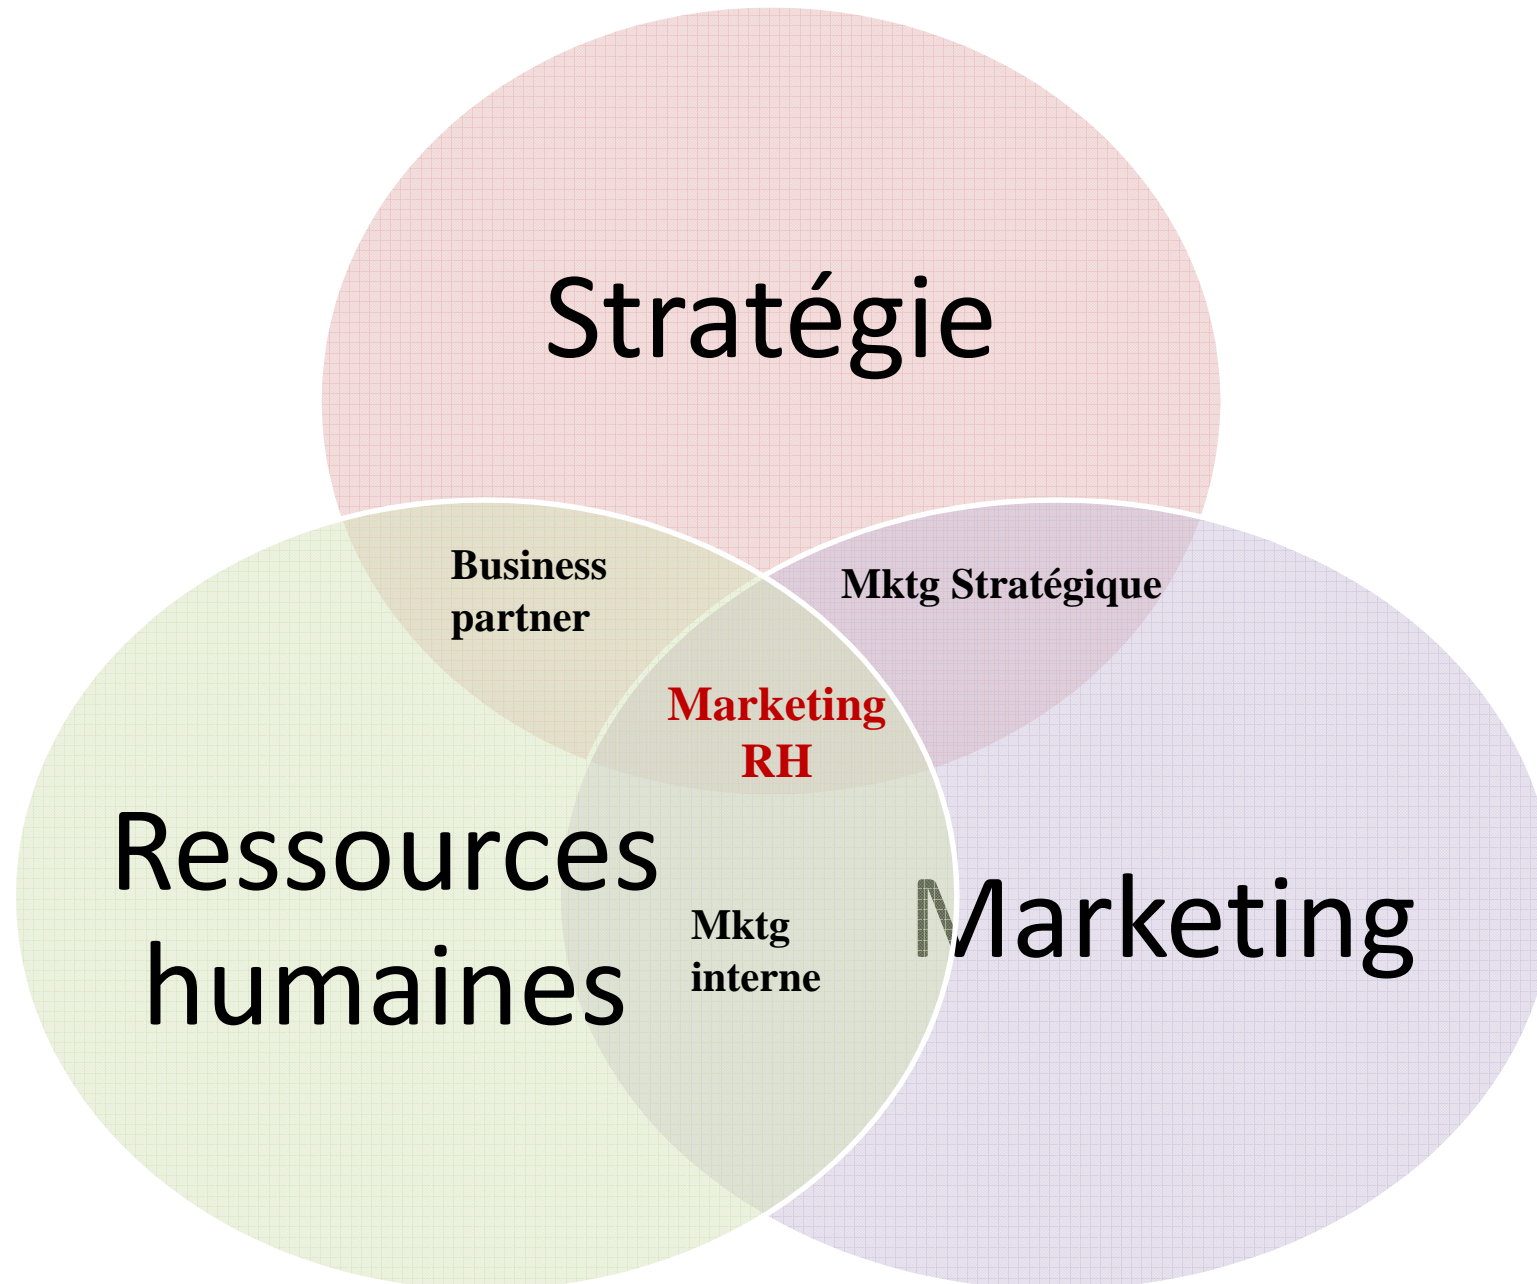 Stratégie
Business
partner
Mktg Stratégique
Marketing
RH
Ressources
humaines
Mktg
interne
Marketing